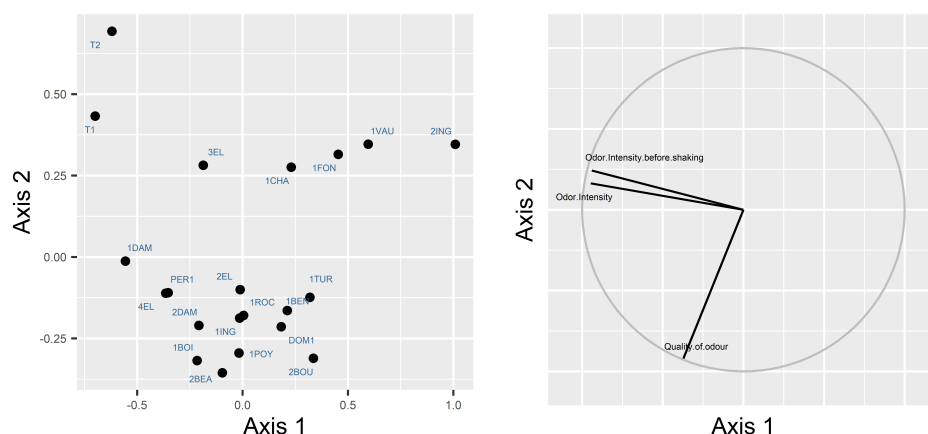 T2
0.50
T1
1VAU
2ING
3EL
1FON
1CHA
0.25
Axis 2
0.00
1DAM
PER1
2EL
1TUR
4EL
2DAM
1ROC
1BEN
1ING
DOM1
-0.25
1BOI
1POY
2BEA
2BOU
-0.5
0.0
0.5
1.0
Axis 1
Odor.Intensity.before.shaking
Odor.Intensity
Axis 2
Quality.of.odour
Axis 1